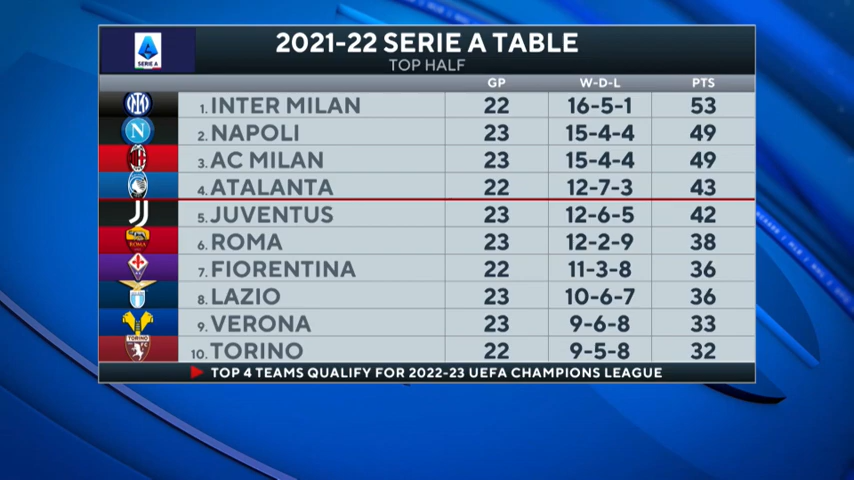 2021-22 SERIE A TABLE
SERIE A
TOP HALF
GP W-D-L PTS
1. INTER MILAN 22 16-5-1 53
2. NAPOLI 23 15-4-4 49
3. AC MILAN 23 15-4-4 49
4. ATALANTA 22 12-7-3 43
5. JUVENTUS 23 12-6-5 42
6. ROMA 23 12-2-9 38
7. FIORENTINA 22 11-3-8 36
8. LAZIO 23 10-6-7 36
9. VERONA 23 9-6-8 33
10. TORINO 22 9-5-8 32
TOP 4 TEAMS QUALIFY FOR 2022-23 UEFA CHAMPIONS LEAGUE